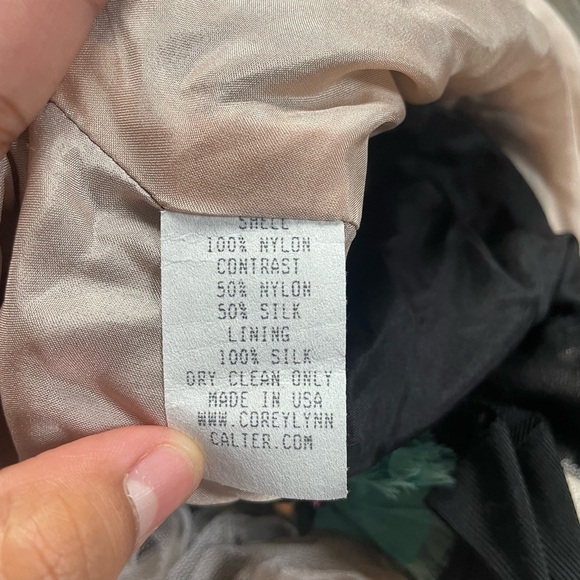 SHELL
100% NYLON
CONTRAST
50% NYLON
50% SILK
LINING
100% SILK
DRY CLEAN ONLY
MADE IN USA
WWW.COREYLYNN
CALTER.COM